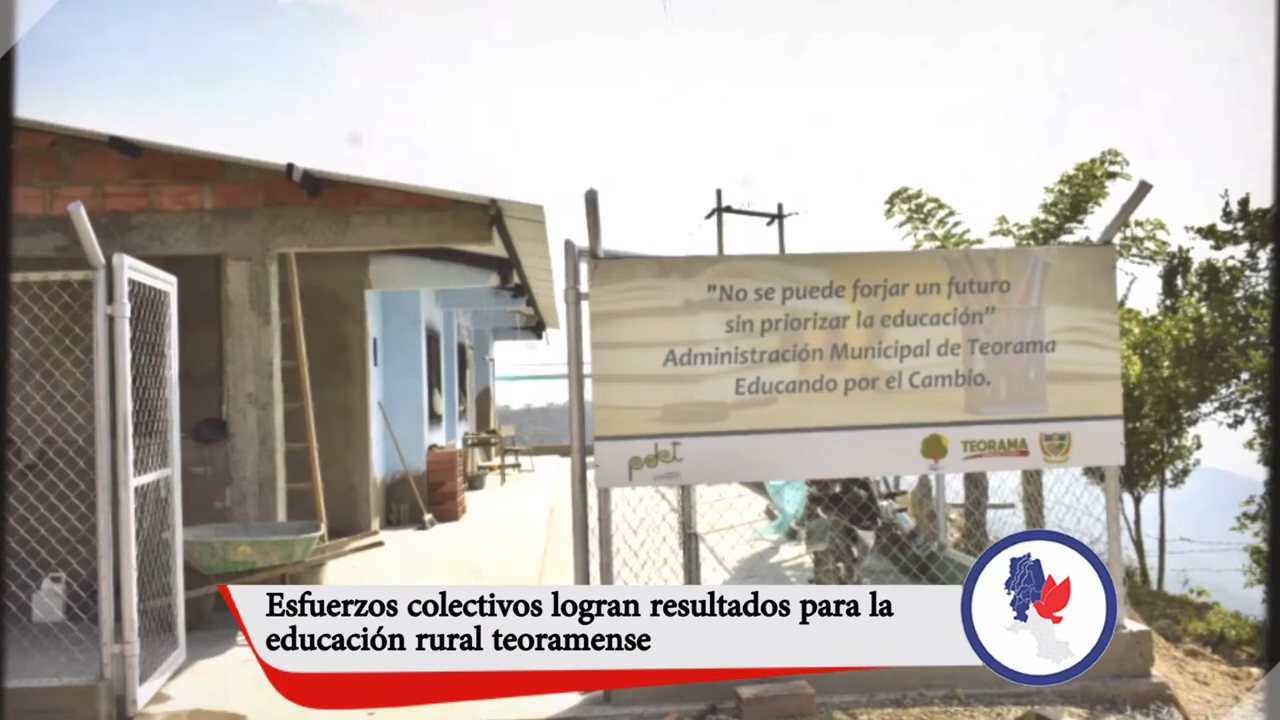 "No se puede forjar un futuro
sin priorizar la educación"
Administración Municipal de Teorama
Educando por el Cambio.
pdet
TEORAMA
Esfuerzos colectivos logran resultados para la
educación rural teoramense